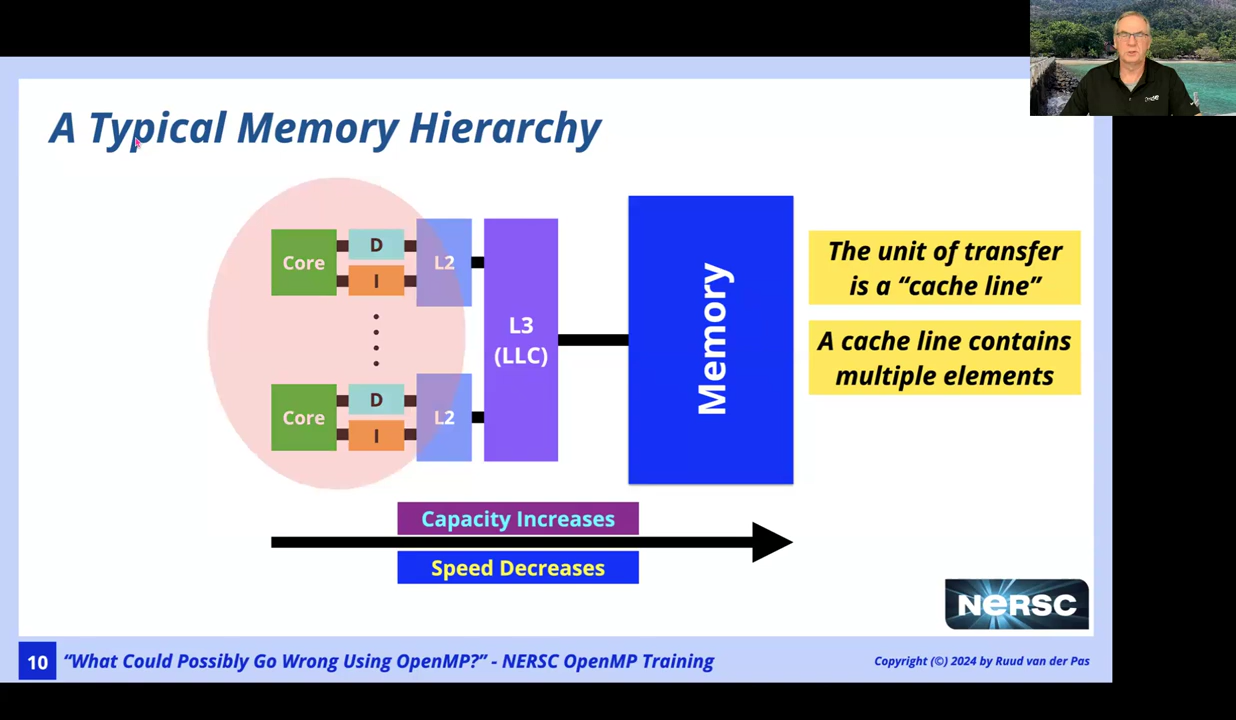 A Typical Memory Hierarchy
Core
D
I
L2
Core
D
I
L2
L3
(LLC)
Memory
The unit of transfer
is a “cache line”
A cache line contains
multiple elements
Capacity Increases
Speed Decreases
NERSC
10
“What Could Possibly Go Wrong Using OpenMP?” - NERSC OpenMP Training
Copyright (©) 2024 by Ruud van der Pas